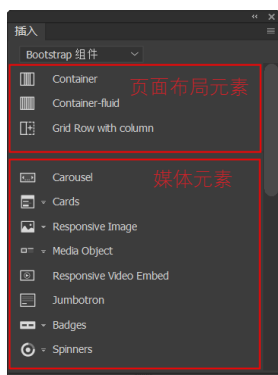 插入
Bootstrap 组件
Container
页面布局元素
Container-fluid
Grid Row with column
Carousel
媒体元素
Cards
Responsive Image
Media Object
Responsive Video Embed
Jumbotron
Badges
Spinners